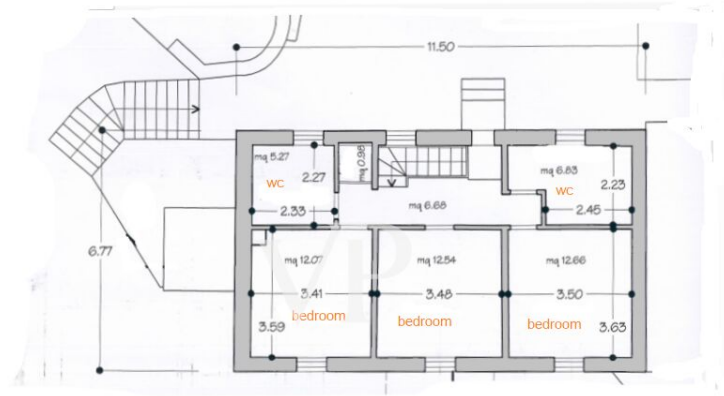 11.50
mq 5.27
wc
2.27
2.33
mq 0.98
mq 6.68
mq 6.83
wc
2.23
2.45
6.77
mq 12.07
3.41
bedroom
3.59
mq 12.54
3.48
bedroom
mq 12.66
3.50
bedroom
3.63
VP